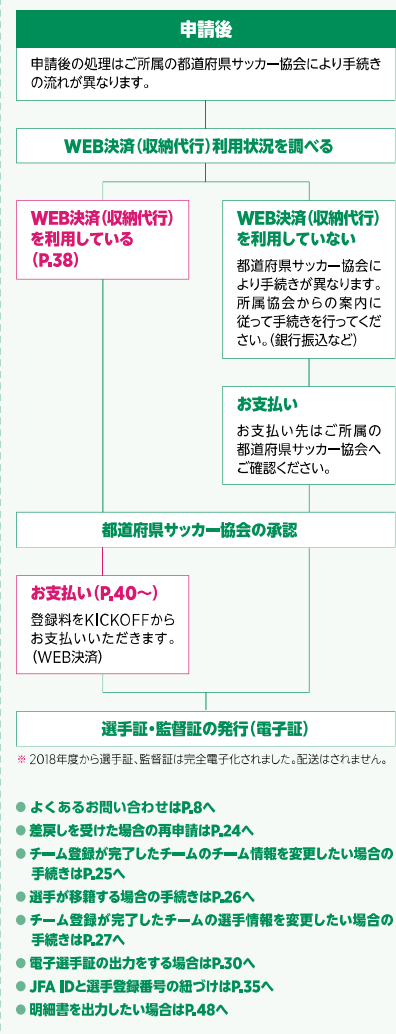 申請後
申請後の処理はご所属の都道府県サッカー協会により手続き
の流れが異なります。
WEB決済（収納代行）利用状況を調べる
WEB決済（収納代行）
を利用している
（P.38）
WEB決済（収納代行）
を利用していない
都道府県サッカー協会に
より手続きが異なります。
所属協会からの案内に
従って手続きを行ってくだ
さい。（銀行振込など）
お支払い
お支払い先はご所属の
都道府県サッカー協会へ
ご確認ください。
都道府県サッカー協会の承認
お支払い（P.40～）
登録料をKICKOFFから
お支払いいただきます。
（WEB決済）
選手証・監督証の発行（電子証）
※ 2018年度から選手証、監督証は完全電子化されました。配送はされません。
● よくあるお問い合わせはP.8へ
● 差戻しを受けた場合の再申請はP.24へ
● チーム登録が完了したチームのチーム情報を変更したい場合の
手続きはP.25へ
● 選手が移籍する場合の手続きはP.26へ
● チーム登録が完了したチームの選手情報を変更したい場合の
手続きはP.27へ
● 電子選手証の出力をする場合はP.30へ
● JFA IDと選手登録番号の紐づけはP.35へ
● 明細書を出力したい場合はP.48へ